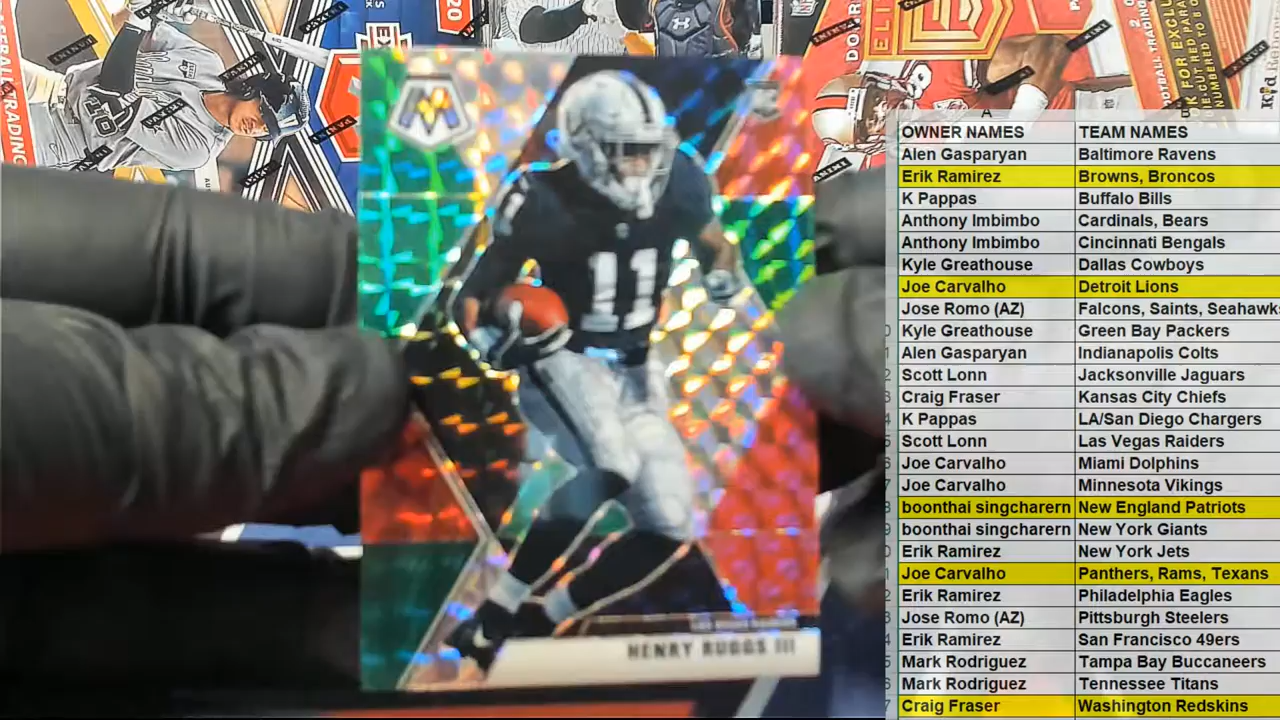 A
OWNER NAMES TEAM NAMES
Alen Gasparyan Baltimore Ravens
Erik Ramirez Browns, Broncos
K Pappas Buffalo Bills
Anthony Imbimbo Cardinals, Bears
Anthony Imbimbo Cincinnati Bengals
Kyle Greathouse Dallas Cowboys
Joe Carvalho Detroit Lions
Jose Romo (AZ) Falcons, Saints, Seahawks
Kyle Greathouse Green Bay Packers
Alen Gasparyan Indianapolis Colts
Scott Lonn Jacksonville Jaguars
Craig Fraser Kansas City Chiefs
K Pappas LA/San Diego Chargers
Scott Lonn Las Vegas Raiders
Joe Carvalho Miami Dolphins
Joe Carvalho Minnesota Vikings
boonthai singcharern New England Patriots
boonthai singcharern New York Giants
Erik Ramirez New York Jets
Joe Carvalho Panthers, Rams, Texans
Erik Ramirez Philadelphia Eagles
Jose Romo (AZ) Pittsburgh Steelers
Erik Ramirez San Francisco 49ers
Mark Rodriguez Tampa Bay Buccaneers
Mark Rodriguez Tennessee Titans
Craig Fraser Washington Redskins
11
11
HENRY RUGGS III
PANINI